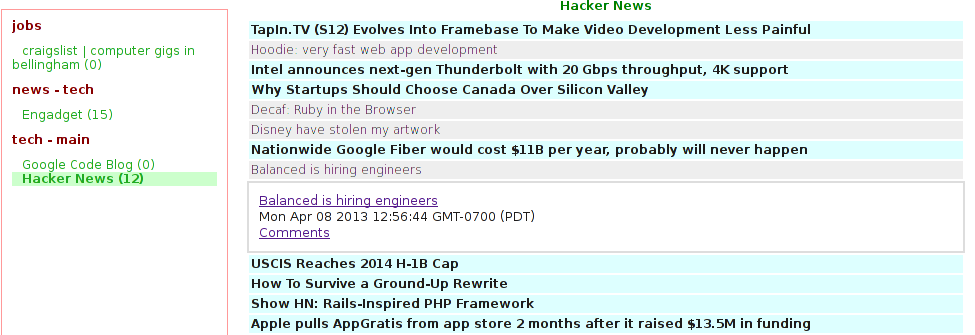 jobs
craigslist | computer gigs in
bellingham (0)
news - tech
Engadget (15)
tech - main
Google Code Blog (0)
Hacker News (12)
Hacker News
TapIn.TV (S12) Evolves Into Framebase To Make Video Development Less Painful
Hoodie: very fast web app development
Intel announces next-gen Thunderbolt with 20 Gbps throughput, 4K support
Why Startups Should Choose Canada Over Silicon Valley
Decaf: Ruby in the Browser
Disney have stolen my artwork
Nationwide Google Fiber would cost $11B per year, probably will never happen
Balanced is hiring engineers
Balanced is hiring engineers
Mon Apr 08 2013 12:56:44 GMT-0700 (PDT)
Comments
USCIS Reaches 2014 H-1B Cap
How To Survive a Ground-Up Rewrite
Show HN: Rails-Inspired PHP Framework
Apple pulls AppGratis from app store 2 months after it raised $13.5M in funding